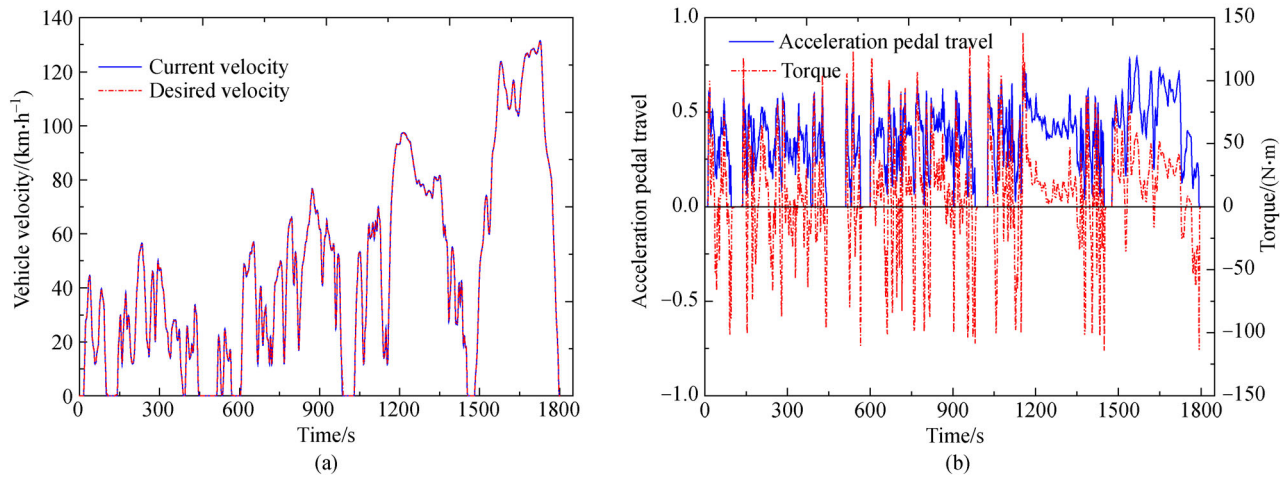 140
120
100
80
60
40
20
0
Vehicle velocity/(km·h⁻¹)
Current velocity
Desired velocity
0 300 600 900 1200 1500 1800
Time/s
(a)
1.0
0.5
0.0
−0.5
−1.0
Acceleration pedal travel
Acceleration pedal travel
Torque
150
100
50
0
−50
−100
−150
Torque/(N·m)
0 300 600 900 1200 1500 1800
Time/s
(b)